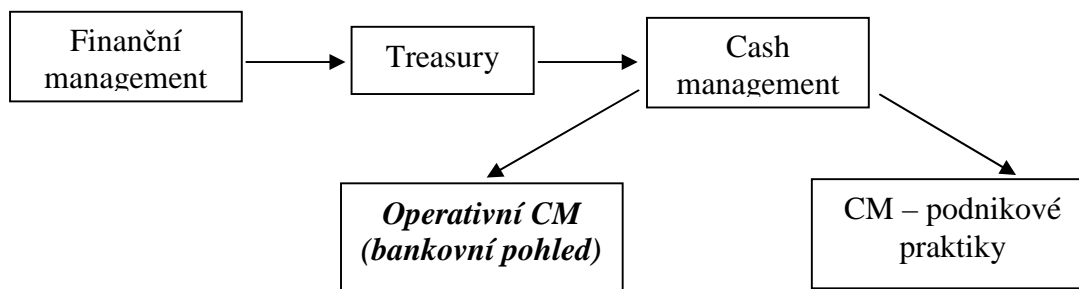 Finanční
management
Treasury
Cash
management
Operativní CM
(bankovní pohled)
CM – podnikové
praktiky